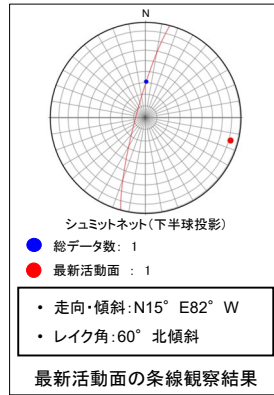 N
シュミットネット(下半球投影)
総データ数: 1
最新活動面 : 1
・ 走向・傾斜:N15° E82° W
・ レイク角:60° 北傾斜
最新活動面の条線観察結果